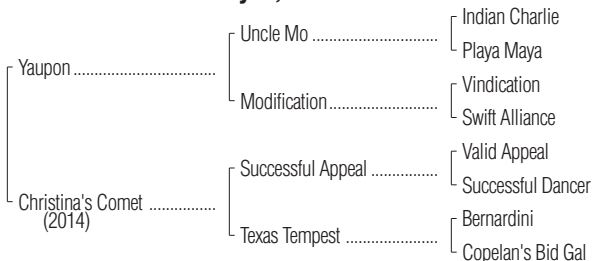 Indian Charlie
Uncle Mo ..............................
Playa Maya
Yaupon ..................................
Vindication
Modification..........................
Swift Alliance
Valid Appeal
Successful Appeal ................
Successful Dancer
Christina's Comet ................
(2014)
Bernardini
Texas Tempest ......................
Copelan's Bid Gal